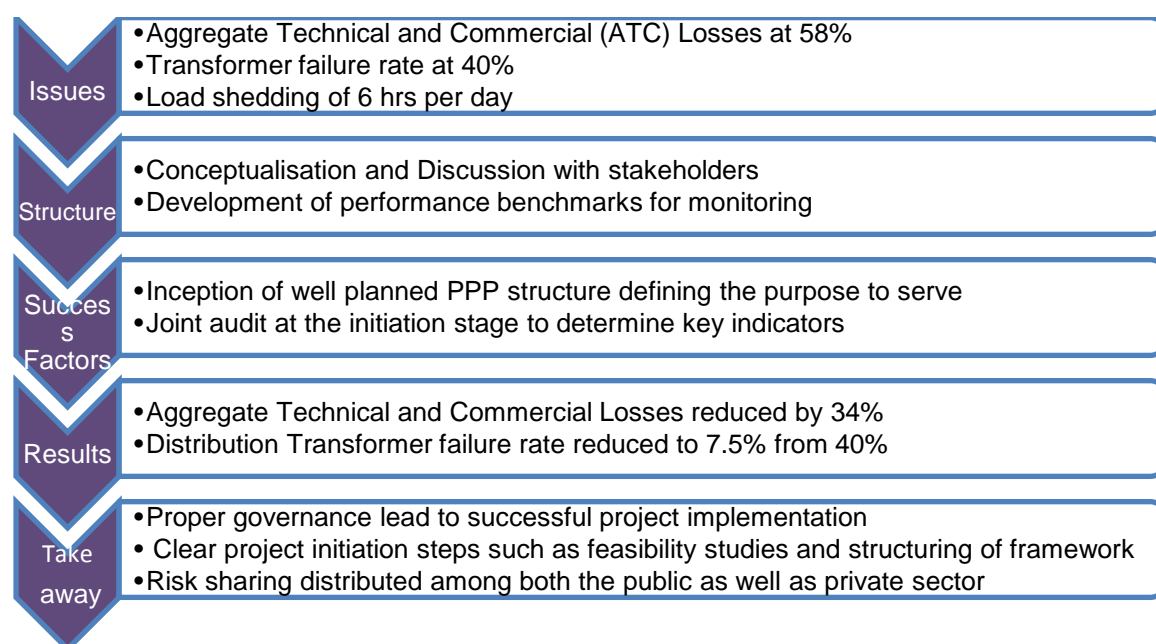 Issues
•Aggregate Technical and Commercial (ATC) Losses at 58%
•Transformer failure rate at 40%
•Load shedding of 6 hrs per day
Structure
•Conceptualisation and Discussion with stakeholders
•Development of performance benchmarks for monitoring
Succes
s
Factors
•Inception of well planned PPP structure defining the purpose to serve
•Joint audit at the initiation stage to determine key indicators
Results
•Aggregate Technical and Commercial Losses reduced by 34%
•Distribution Transformer failure rate reduced to 7.5% from 40%
Take
away
•Proper governance lead to successful project implementation
• Clear project initiation steps such as feasibility studies and structuring of framework
•Risk sharing distributed among both the public as well as private sector